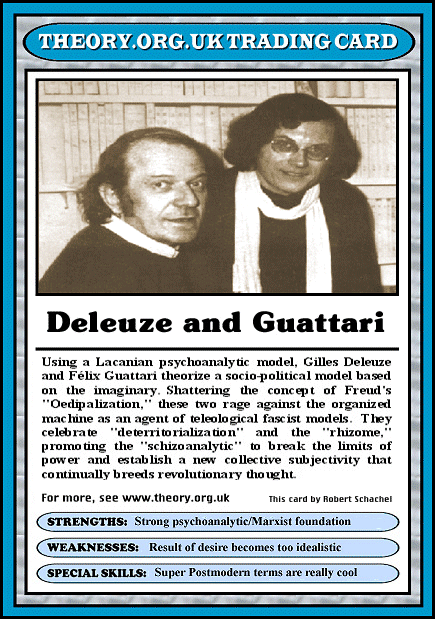 THEORY.ORG.UK TRADING CARD
Deleuze and Guattari
Using a Lacanian psychoanalytic model, Gilles Deleuze
and Félix Guattari theorize a socio-political model based
on the imaginary. Shattering the concept of Freud's
"Oedipalization," these two rage against the organized
machine as an agent of teleological fascist models. They
celebrate "deterritorialization" and the "rhizome,"
promoting the "schizoanalytic" to break the limits of
power and establish a new collective subjectivity that
continually breeds revolutionary thought.
For more, see www.theory.org.uk This card by Robert Schachel
STRENGTHS: Strong psychoanalytic/Marxist foundation
WEAKNESSES: Result of desire becomes too idealistic
SPECIAL SKILLS: Super Postmodern terms are really cool